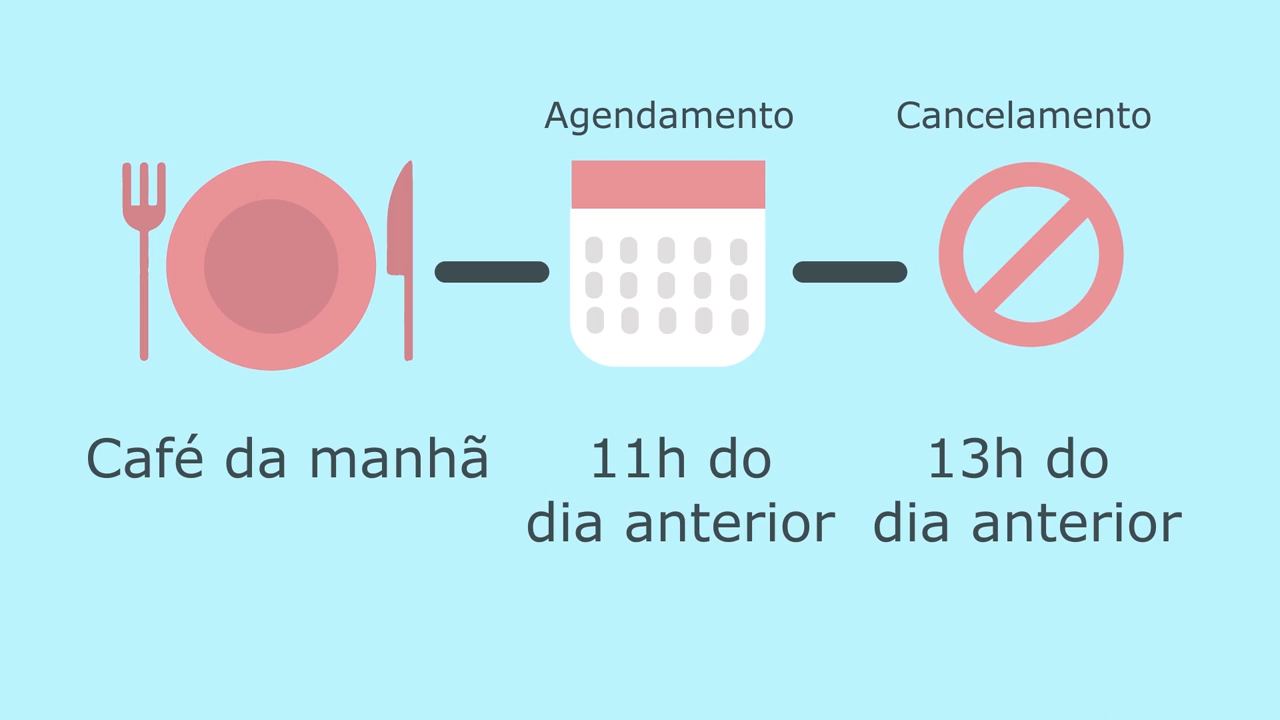 Agendamento
Cancelamento
Café da manhã
11h do
dia anterior
13h do
dia anterior